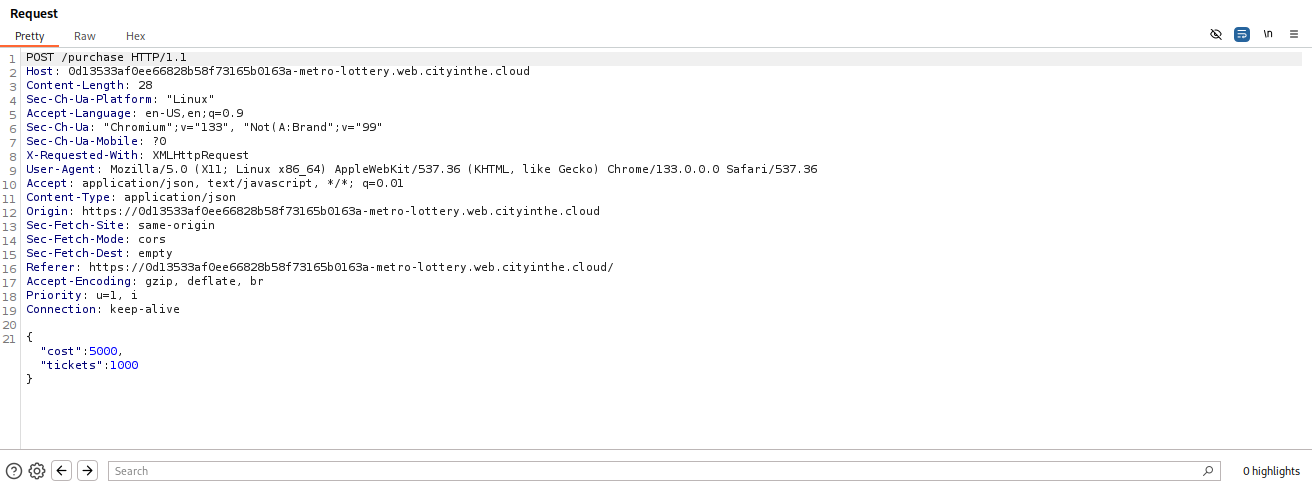 Request
Pretty Raw Hex
\n
1 POST /purchase HTTP/1.1
2 Host: 0d13533af0ee66828b58f73165b0163a-metro-lottery.web.cityinthe.cloud
3 Content-Length: 28
4 Sec-Ch-Ua-Platform: "Linux"
5 Accept-Language: en-US,en;q=0.9
6 Sec-Ch-Ua: "Chromium";v="133", "Not(A:Brand";v="99"
7 Sec-Ch-Ua-Mobile: ?0
8 X-Requested-With: XMLHttpRequest
9 User-Agent: Mozilla/5.0 (X11; Linux x86_64) AppleWebKit/537.36 (KHTML, like Gecko) Chrome/133.0.0.0 Safari/537.36
10 Accept: application/json, text/javascript, */*; q=0.01
11 Content-Type: application/json
12 Origin: https://0d13533af0ee66828b58f73165b0163a-metro-lottery.web.cityinthe.cloud
13 Sec-Fetch-Site: same-origin
14 Sec-Fetch-Mode: cors
15 Sec-Fetch-Dest: empty
16 Referer: https://0d13533af0ee66828b58f73165b0163a-metro-lottery.web.cityinthe.cloud/
17 Accept-Encoding: gzip, deflate, br
18 Priority: u=1, i
19 Connection: keep-alive
20
21 {
"cost":5000,
"tickets":1000
}
Search
0 highlights